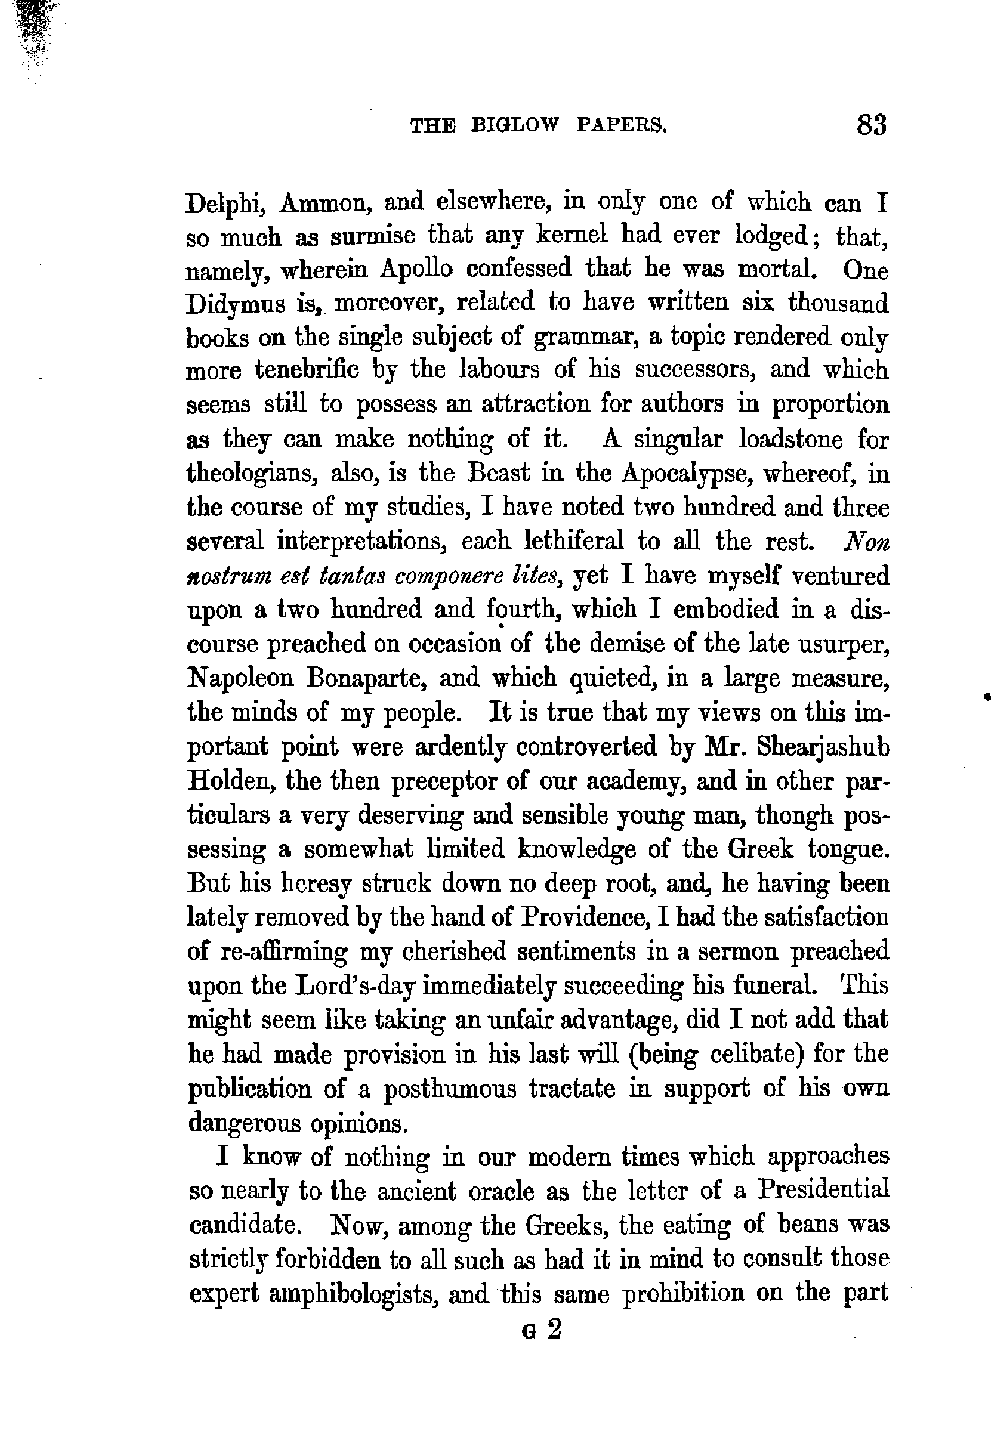 THE BIGLOW PAPERS. 83
Delphi, Ammon, and elsewhere, in only one of which can I
so much as surmise that any kernel had ever lodged; that,
namely, wherein Apollo confessed that he was mortal. One
Didymus is, moreover, related to have written six thousand
books on the single subject of grammar, a topic rendered only
more tenebrific by the labours of his successors, and which
seems still to possess an attraction for authors in proportion
as they can make nothing of it. A singular loadstone for
theologians, also, is the Beast in the Apocalypse, whereof, in
the course of my studies, I have noted two hundred and three
several interpretations, each lethiferal to all the rest. Non
nostrum est tantas componere lites, yet I have myself ventured
upon a two hundred and fourth, which I embodied in a dis-
course preached on occasion of the demise of the late usurper,
Napoleon Bonaparte, and which quieted, in a large measure,
the minds of my people. It is true that my views on this im-
portant point were ardently controverted by Mr. Shearjashub
Holden, the then preceptor of our academy, and in other par-
ticulars a very deserving and sensible young man, though pos-
sessing a somewhat limited knowledge of the Greek tongue.
But his heresy struck down no deep root, and, he having been
lately removed by the hand of Providence, I had the satisfaction
of re-affirming my cherished sentiments in a sermon preached
upon the Lord's-day immediately succeeding his funeral. This
might seem like taking an unfair advantage, did I not add that
he had made provision in his last will (being celibate) for the
publication of a posthumous tractate in support of his own
dangerous opinions.
I know of nothing in our modern times which approaches
so nearly to the ancient oracle as the letter of a Presidential
candidate. Now, among the Greeks, the eating of beans was
strictly forbidden to all such as had it in mind to consult those
expert amphibologists, and this same prohibition on the part
G 2